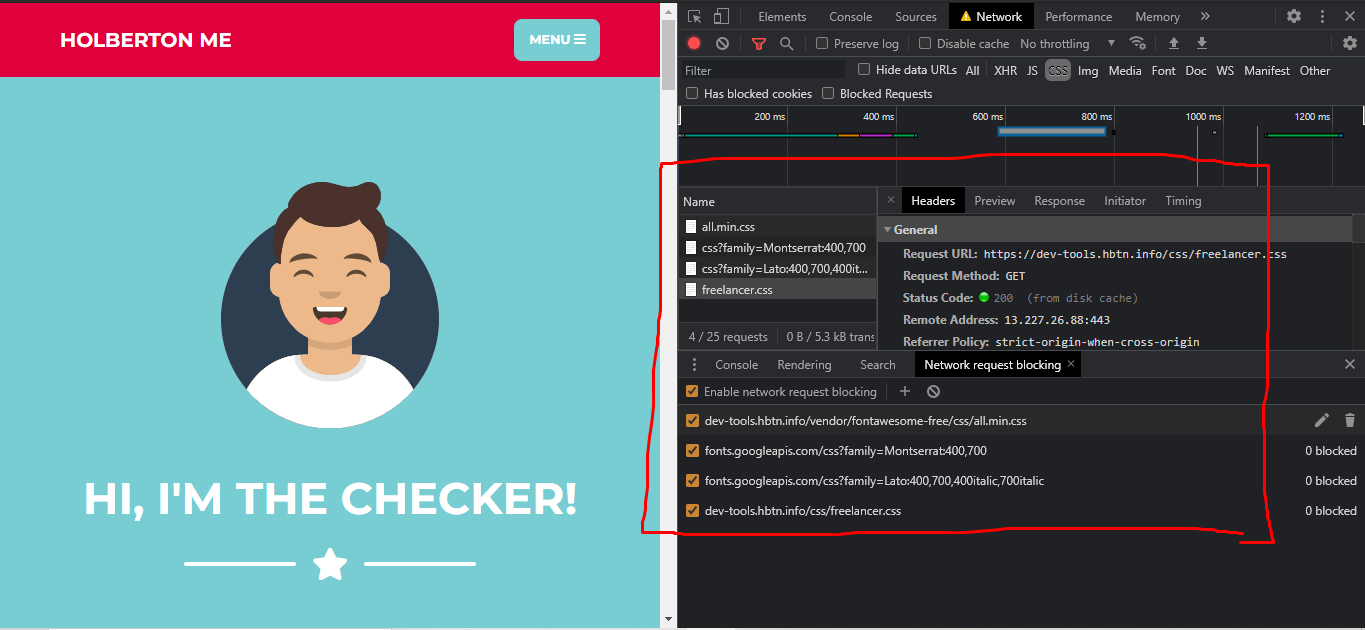 HOLBERTON ME
MENU
HI, I'M THE CHECKER!
Elements Console Sources Network Performance Memory
Preserve log Disable cache No throttling
Filter Hide data URLs All XHR JS CSS Img Media Font Doc WS Manifest Other
Has blocked cookies Blocked Requests
200 ms 400 ms 600 ms 800 ms 1000 ms 1200 ms
Name
all.min.css
css?family=Montserrat:400,700
css?family=Lato:400,700,400it...
freelancer.css
4 / 25 requests 0 B / 5.3 kB trans
× Headers Preview Response Initiator Timing
General
Request URL: https://dev-tools.hbtn.info/css/freelancer.css
Request Method: GET
Status Code: 200 (from disk cache)
Remote Address: 13.227.26.88:443
Referrer Policy: strict-origin-when-cross-origin
Console Rendering Search Network request blocking ×
Enable network request blocking
dev-tools.hbtn.info/vendor/fontawesome-free/css/all.min.css
fonts.googleapis.com/css?family=Montserrat:400,700 0 blocked
fonts.googleapis.com/css?family=Lato:400,700,400italic,700italic 0 blocked
dev-tools.hbtn.info/css/freelancer.css 0 blocked